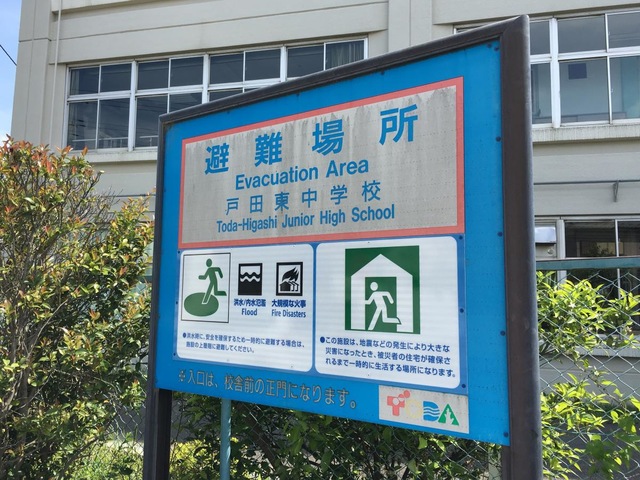 避難場所
Evacuation Area
戸田東中学校
Toda-Higashi Junior High School
洪水/内水氾濫
Flood
大規模な火事
Fire Disasters
●洪水時に、安全を確保するため一時的に避難する場合は、
施設の上層階に避難してください。
●この施設は、地震などの発生により大きな
災害になったとき、被災者の住宅が確保さ
れるまで一時的に生活する場所になります。
※入口は、校舎前の正門になります。